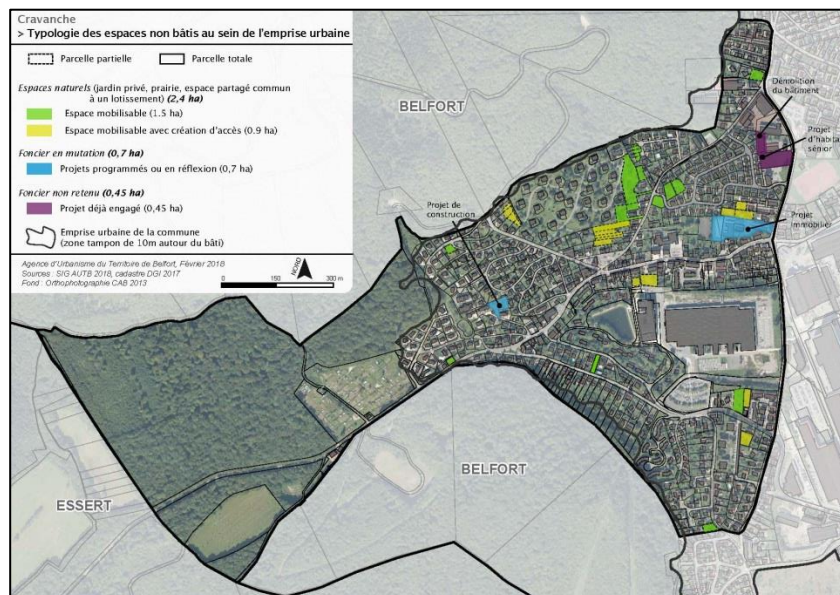 Cravanche
> Typologie des espaces non bâtis au sein de l'emprise urbaine
Parcelle partielle
Parcelle totale
Espaces naturels (jardin privé, prairie, espace partagé commun
à un lotissement) (2,4 ha)
Espace mobilisable (1.5 ha)
Espace mobilisable avec création d'accès (0.9 ha)
Foncier en mutation (0,7 ha)
Projets programmés ou en réflexion (0,7 ha)
Foncier non retenu (0,45 ha)
Projet déjà engagé (0,45 ha)
Emprise urbaine de la commune
(zone tampon de 10m autour du bâti)
Agence d'Urbanisme du Territoire de Belfort, Février 2018
Sources : SIG AUTB 2018, cadastre DGI 2017
Fond : Orthophotographie CAB 2013
NORD
0 150 300 m
BELFORT
Démolition
du bâtiment
Projet
d'habitat
sénior
Projet de
construction
Projet
immobilier
BELFORT
ESSERT